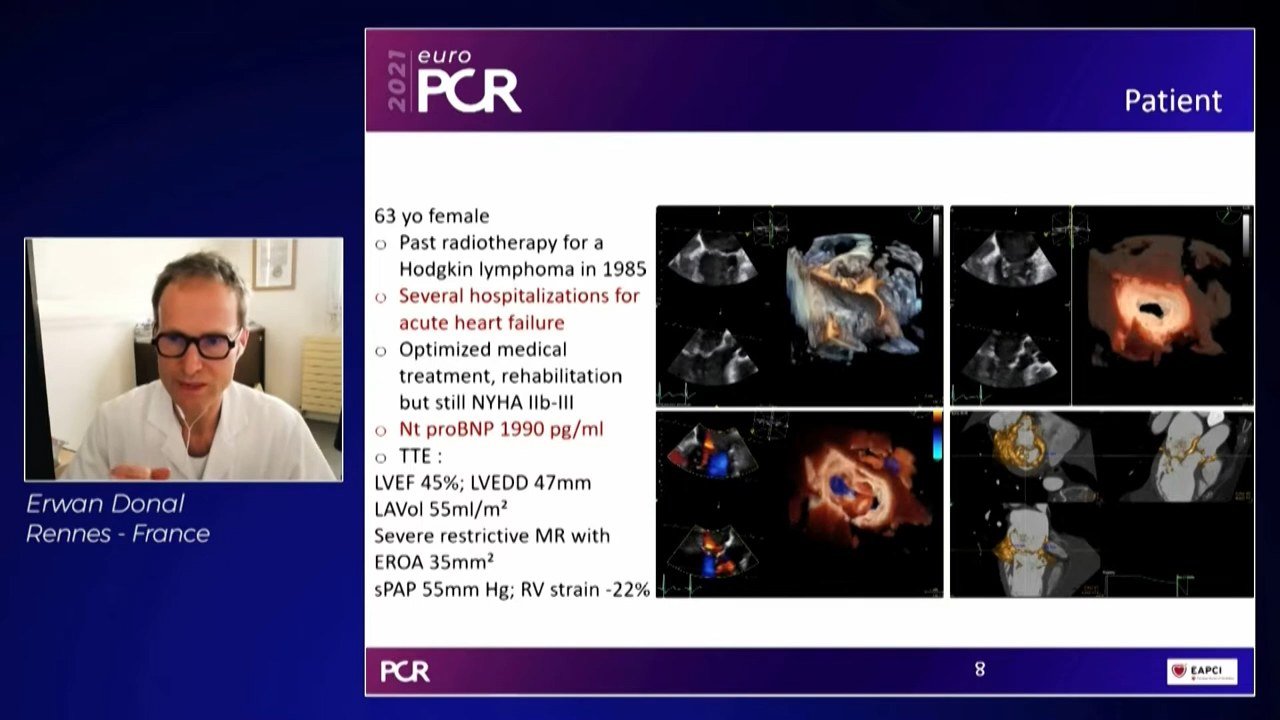 2021
euro
PCR
Patient
63 yo female
o Past radiotherapy for a
Hodgkin lymphoma in 1985
o Several hospitalizations for
acute heart failure
o Optimized medical
treatment, rehabilitation
but still NYHA IIb-III
o Nt proBNP 1990 pg/ml
o TTE :
LVEF 45%; LVEDD 47mm
LAVol 55ml/m²
Severe restrictive MR with
EROA 35mm²
sPAP 55mm Hg; RV strain -22%
Erwan Donal
Rennes - France
PCR
8
EAPCI